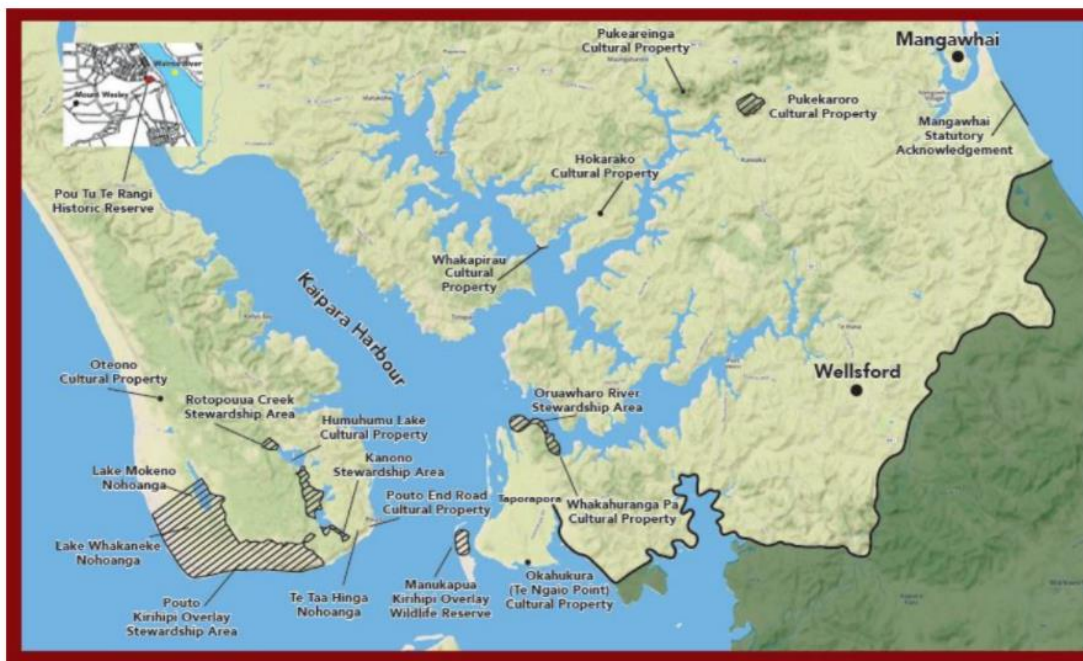 Pukeareinga
Cultural Property
Mangawhai
Wairoa River
Mount Wesley
Pukekaroro
Cultural Property
Mangawhai
Statutory
Acknowledgement
Hokarako
Cultural Property
Pou Tu Te Rangi
Historic Reserve
Whakapirau
Cultural
Property
Kaipara Harbour
Oteono
Cultural Property
Wellsford
Rotopouua Creek
Stewardship Area
Oruawharo River
Stewardship Area
Humuhumu Lake
Cultural Property
Kanono
Stewardship Area
Lake Mokeno
Nohoanga
Pouto End Road
Cultural Property
Taporapora
Whakahuranga Pa
Cultural Property
Lake Whakaneke
Nohoanga
Te Taa Hinga
Nohoanga
Manukapua
Kirihipi Overlay
Wildlife Reserve
Okahukura
(Te Ngaio Point)
Cultural Property
Pouto
Kirihipi Overlay
Stewardship Area